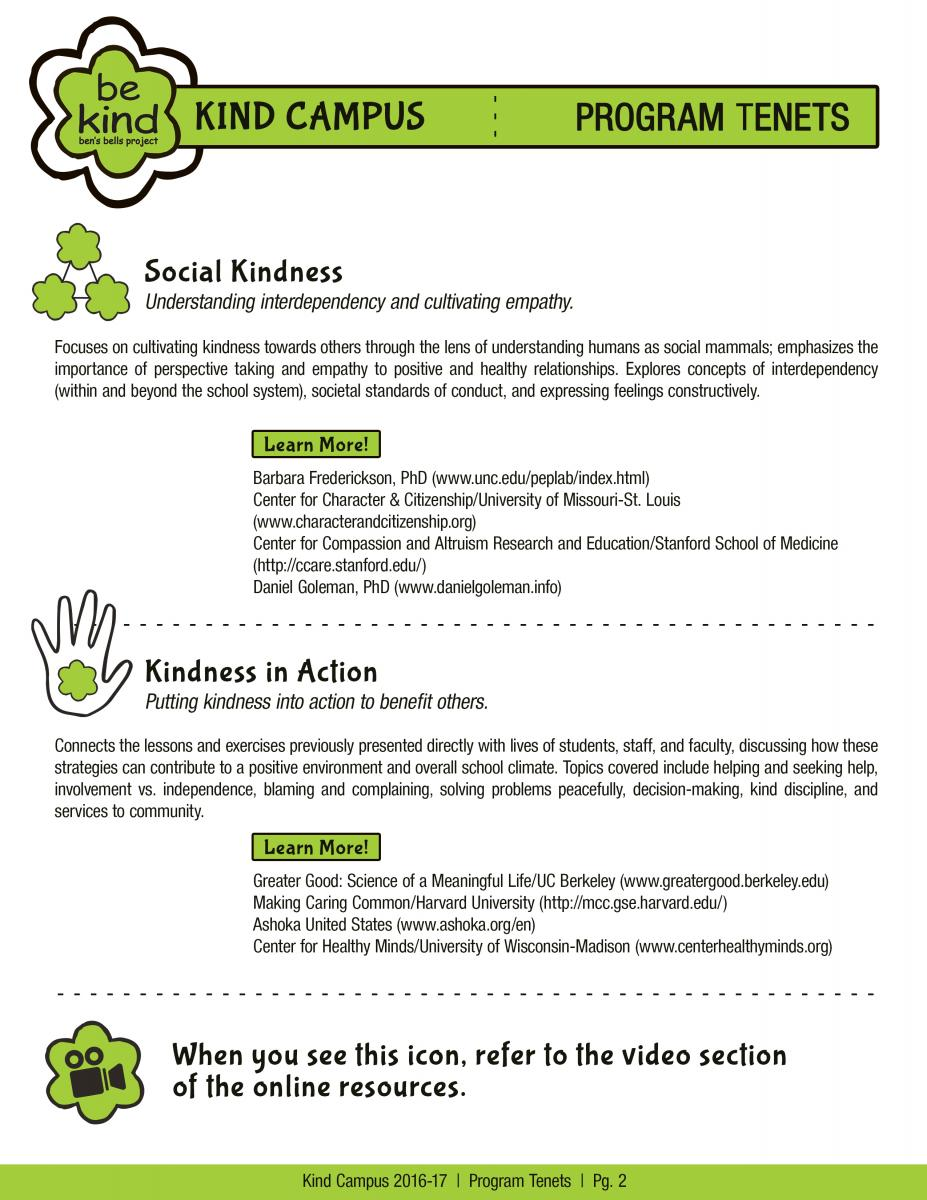 be
kind
ben's bells project
KIND CAMPUS
PROGRAM TENETS
Social Kindness
Understanding interdependency and cultivating empathy.
Focuses on cultivating kindness towards others through the lens of understanding humans as social mammals; emphasizes the
importance of perspective taking and empathy to positive and healthy relationships. Explores concepts of interdependency
(within and beyond the school system), societal standards of conduct, and expressing feelings constructively.
Learn More!
Barbara Frederickson, PhD (www.unc.edu/peplab/index.html)
Center for Character & Citizenship/University of Missouri-St. Louis
(www.characterandcitizenship.org)
Center for Compassion and Altruism Research and Education/Stanford School of Medicine
(http://ccare.stanford.edu/)
Daniel Goleman, PhD (www.danielgoleman.info)
Kindness in Action
Putting kindness into action to benefit others.
Connects the lessons and exercises previously presented directly with lives of students, staff, and faculty, discussing how these
strategies can contribute to a positive environment and overall school climate. Topics covered include helping and seeking help,
involvement vs. independence, blaming and complaining, solving problems peacefully, decision-making, kind discipline, and
services to community.
Learn More!
Greater Good: Science of a Meaningful Life/UC Berkeley (www.greatergood.berkeley.edu)
Making Caring Common/Harvard University (http://mcc.gse.harvard.edu/)
Ashoka United States (www.ashoka.org/en)
Center for Healthy Minds/University of Wisconsin-Madison (www.centerhealthyminds.org)
When you see this icon, refer to the video section
of the online resources.
Kind Campus 2016-17 | Program Tenets | Pg. 2